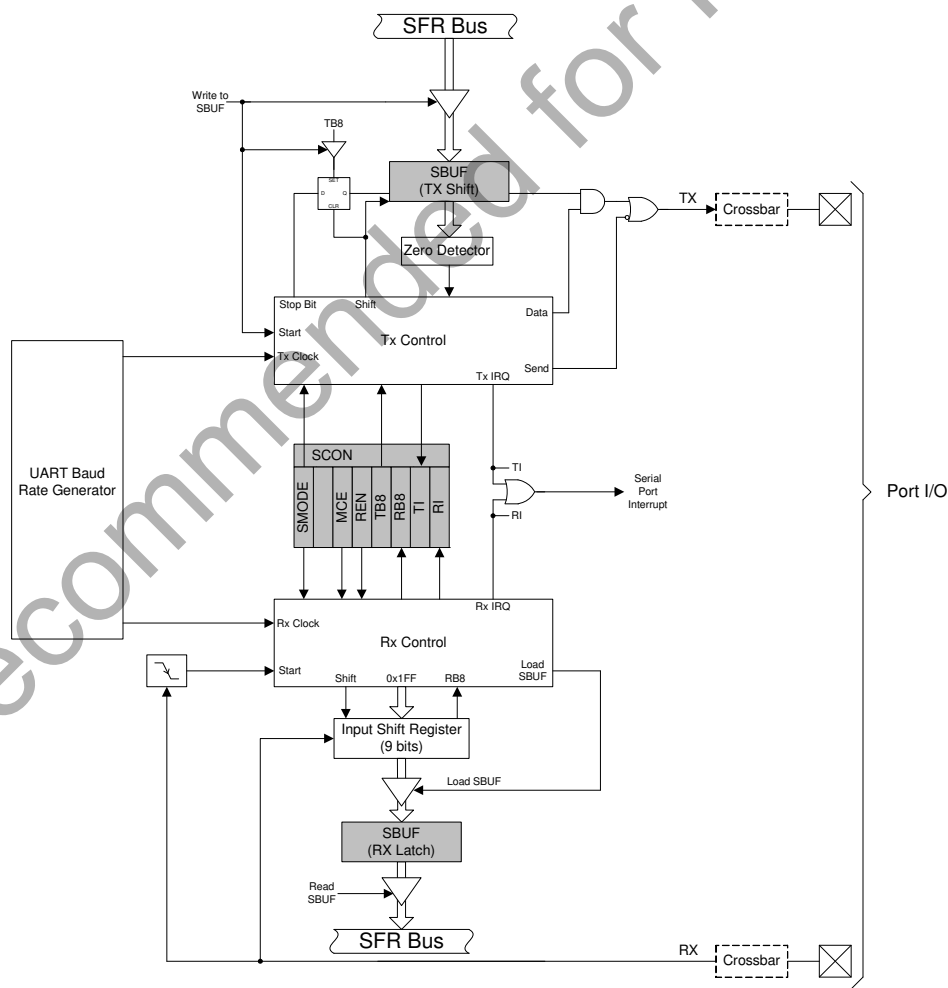 SFR Bus
Write to
SBUF
TB8
SET
D
Q
CLR
SBUF
(TX Shift)
TX
Crossbar
Zero Detector
Stop Bit
Shift
Data
Start
Tx Control
Tx Clock
Send
Tx IRQ
UART Baud
Rate Generator
SCON
SMODE
MCE
REN
TB8
RB8
TI
RI
TI
Serial
Port
Interrupt
RI
Port I/O
Rx IRQ
Rx Clock
Rx Control
Start
Load
SBUF
Shift
0x1FF
RB8
Input Shift Register
(9 bits)
Load SBUF
SBUF
(RX Latch)
Read
SBUF
SFR Bus
RX
Crossbar
ecommended for